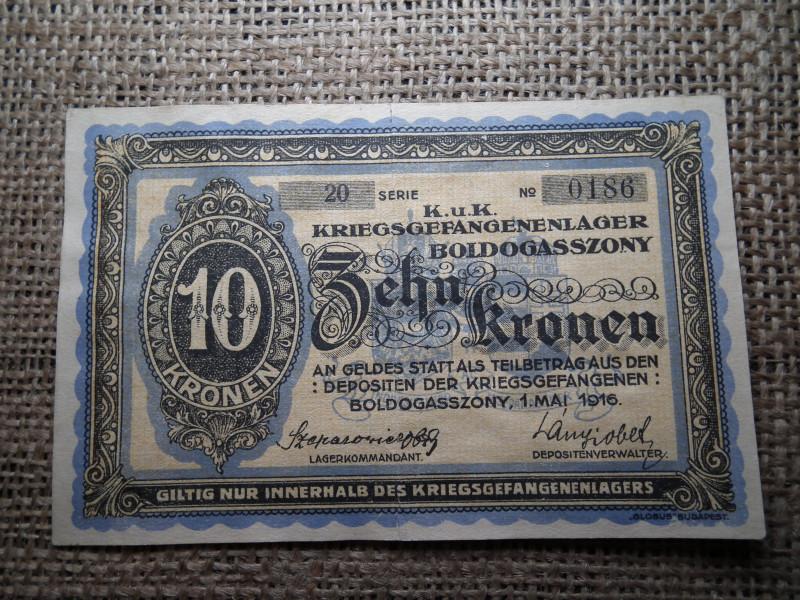 20 SERIE № 0186
K.u.K.
KRIEGSGEFANGENENLAGER
BOLDOGASSZONY
10
KRONEN
Zehn
Kronen
AN GELDES STATT ALS TEILBETRAG AUS DEN
: DEPOSITEN DER KRIEGSGEFANGENEN :
BOLDOGASSZONY, 1. MAI 1916.
LAGERKOMMANDANT.
DEPOSITENVERWALTER.
GILTIG NUR INNERHALB DES KRIEGSGEFANGENENLAGERS
„GLOBUS" BUDAPEST.